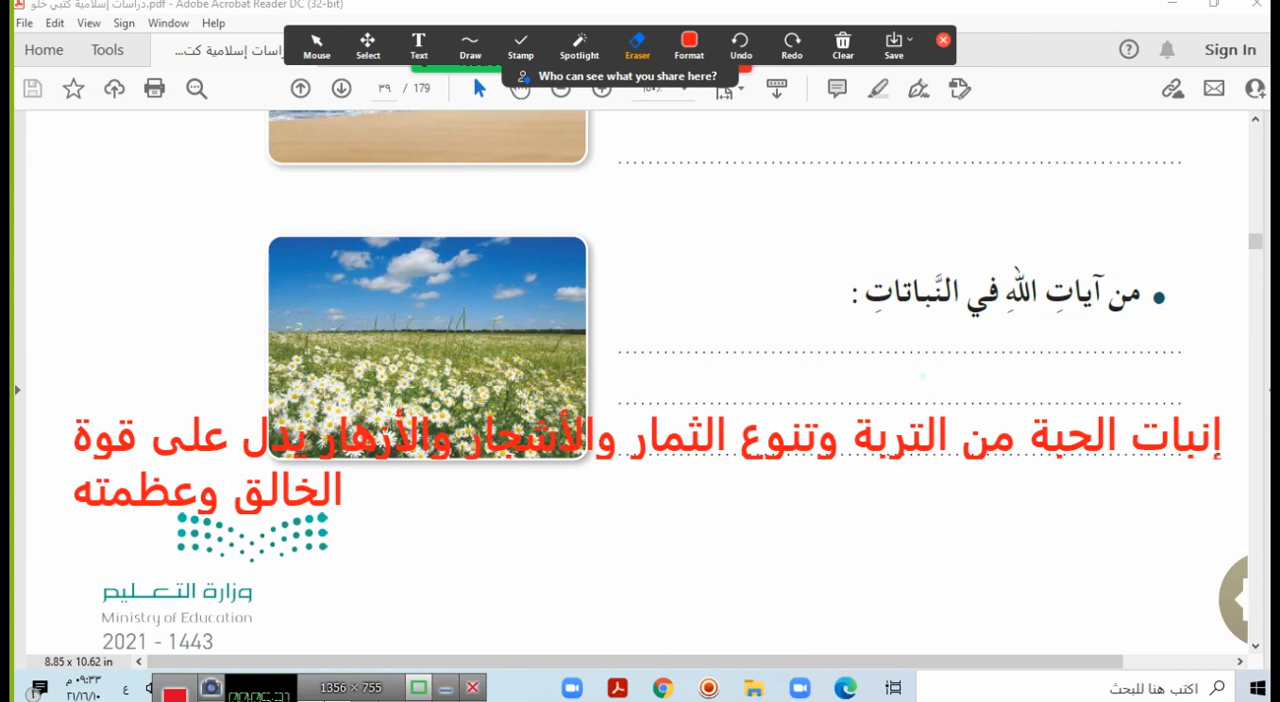 دراسات إسلامية كتبي حلو.pdf - Adobe Acrobat Reader DC (32-bit)
File Edit View Sign Window Help
Home Tools
Mouse Select Text Draw Stamp Spotlight Eraser Format Undo Redo Clear Save
Sign In
Who can see what you share here?
٣٩ / 179
من آياتِ اللهِ في النَّباتاتِ :
إنبات الحبة من التربة وتنوع الثمار والأشجار والأزهار يدل على قوة
الخالق وعظمته
وزارة التعليم
Ministry of Education
2021 - 1443
8.85 x 10.62 in
1356 × 755
اكتب هنا للبحث
٠٩:٣٣ م
ع